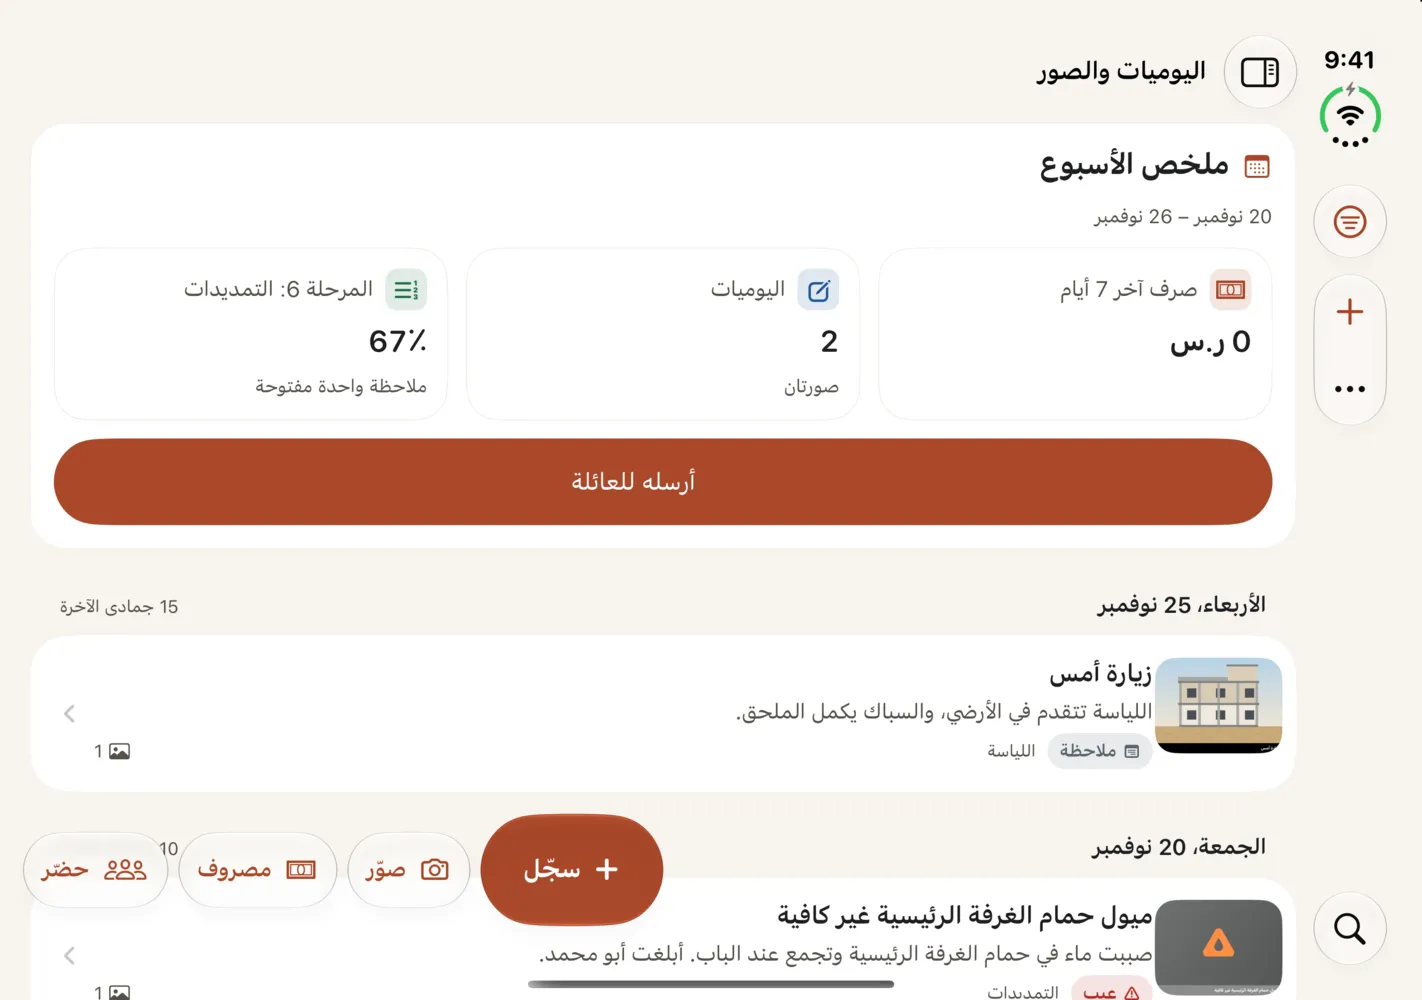 9:41
اليوميات والصور
ملخص الأسبوع
20 نوفمبر – 26 نوفمبر
صرف آخر 7 أيام
0 ر.س
اليوميات
2
صورتان
المرحلة 6: التمديدات
67٪
ملاحظة واحدة مفتوحة
أرسله للعائلة
الأربعاء، 25 نوفمبر
15 جمادى الآخرة
زيارة أمس
اللياسة تتقدم في الأرضي، والسباك يكمل الملحق.
ملاحظة اللياسة
1
الجمعة، 20 نوفمبر
10
سجّل
صوّر
مصروف
حضّر
ميول حمام الغرفة الرئيسية غير كافية
صببت ماء في حمام الغرفة الرئيسية وتجمع عند الباب. أبلغت أبو محمد.
عيب التمديدات
1